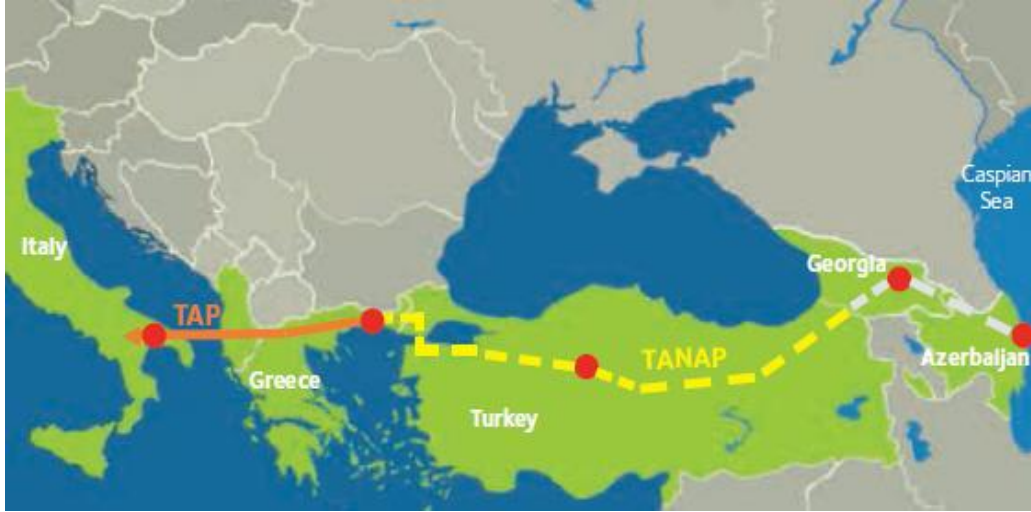 Caspian
Sea
Italy
Georgia
TAP
Azerbaijan
TANAP
Greece
Turkey